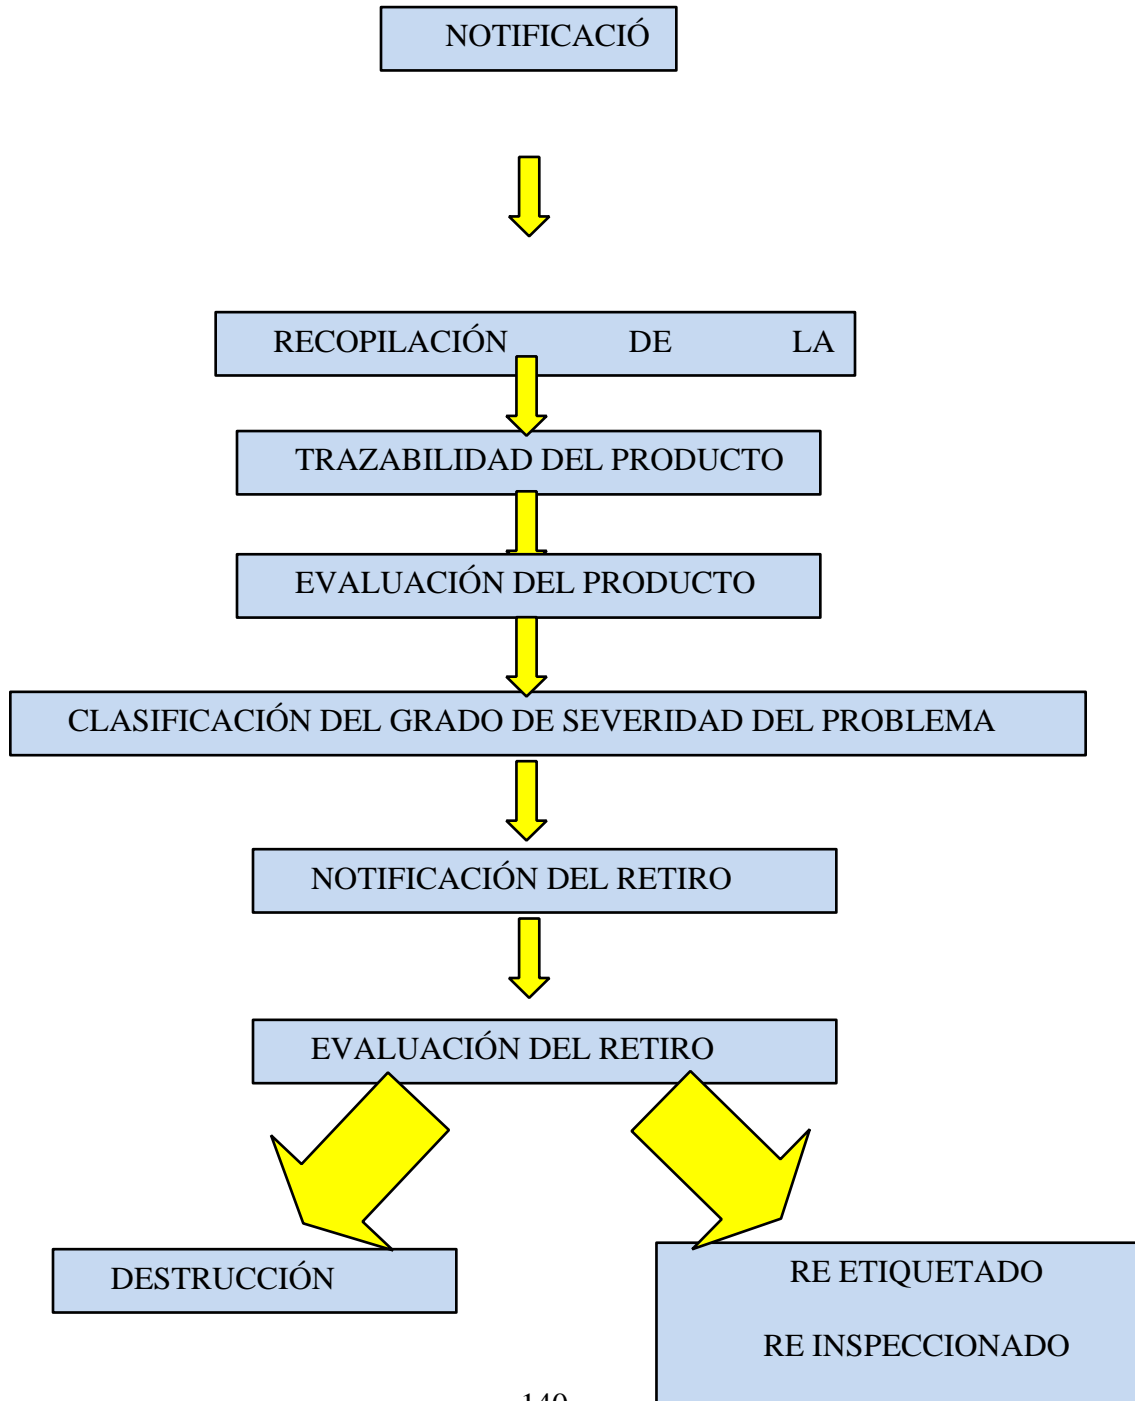 NOTIFICACIÓ
RECOPILACIÓN DE LA
TRAZABILIDAD DEL PRODUCTO
EVALUACIÓN DEL PRODUCTO
CLASIFICACIÓN DEL GRADO DE SEVERIDAD DEL PROBLEMA
NOTIFICACIÓN DEL RETIRO
EVALUACIÓN DEL RETIRO
DESTRUCCIÓN
RE ETIQUETADO
RE INSPECCIONADO
140